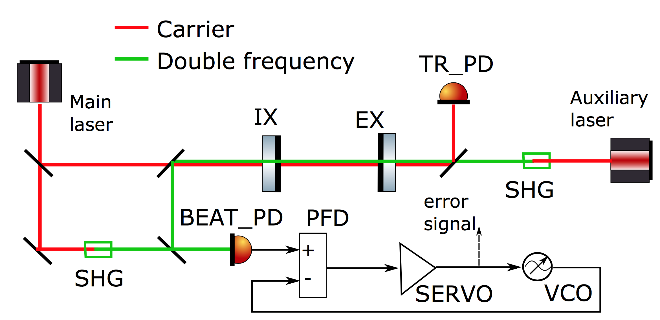 Carrier
Double frequency
TR_PD
Main
laser
IX
EX
Auxiliary
laser
SHG
error
signal
BEAT_PD
PFD
+
-
SHG
SERVO
VCO